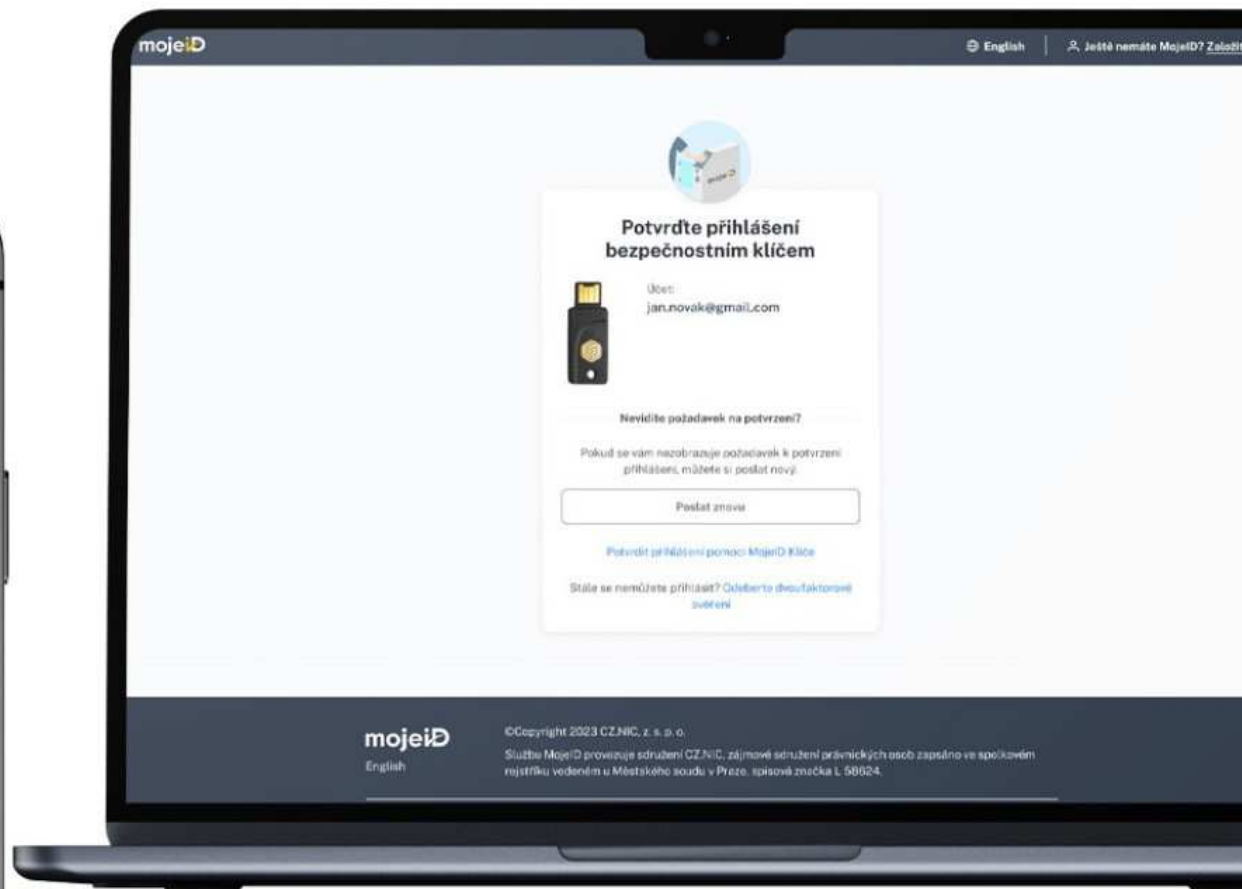 mojeiD
English
Ještě nemáte MojeID? Založit
mojeiD
Potvrďte přihlášení
bezpečnostním klíčem
Účet:
jan.novak@gmail.com
Nevidíte požadavek na potvrzení?
Pokud se vám nezobrazuje požadavek k potvrzení
přihlášení, můžete si poslat nový.
Poslat znovu
Potvrdit přihlášení pomocí MojeID Klíče
Stále se nemůžete přihlásit? Odeberte dvoufaktorové
ověření
mojeiD
English
©Copyright 2023 CZ.NIC, z. s. p. o.
Službu MojeID provozuje sdružení CZ.NIC, zájmové sdružení právnických osob zapsáno ve spolkovém
rejstříku vedeném u Městského soudu v Praze, spisová značka L 58624.